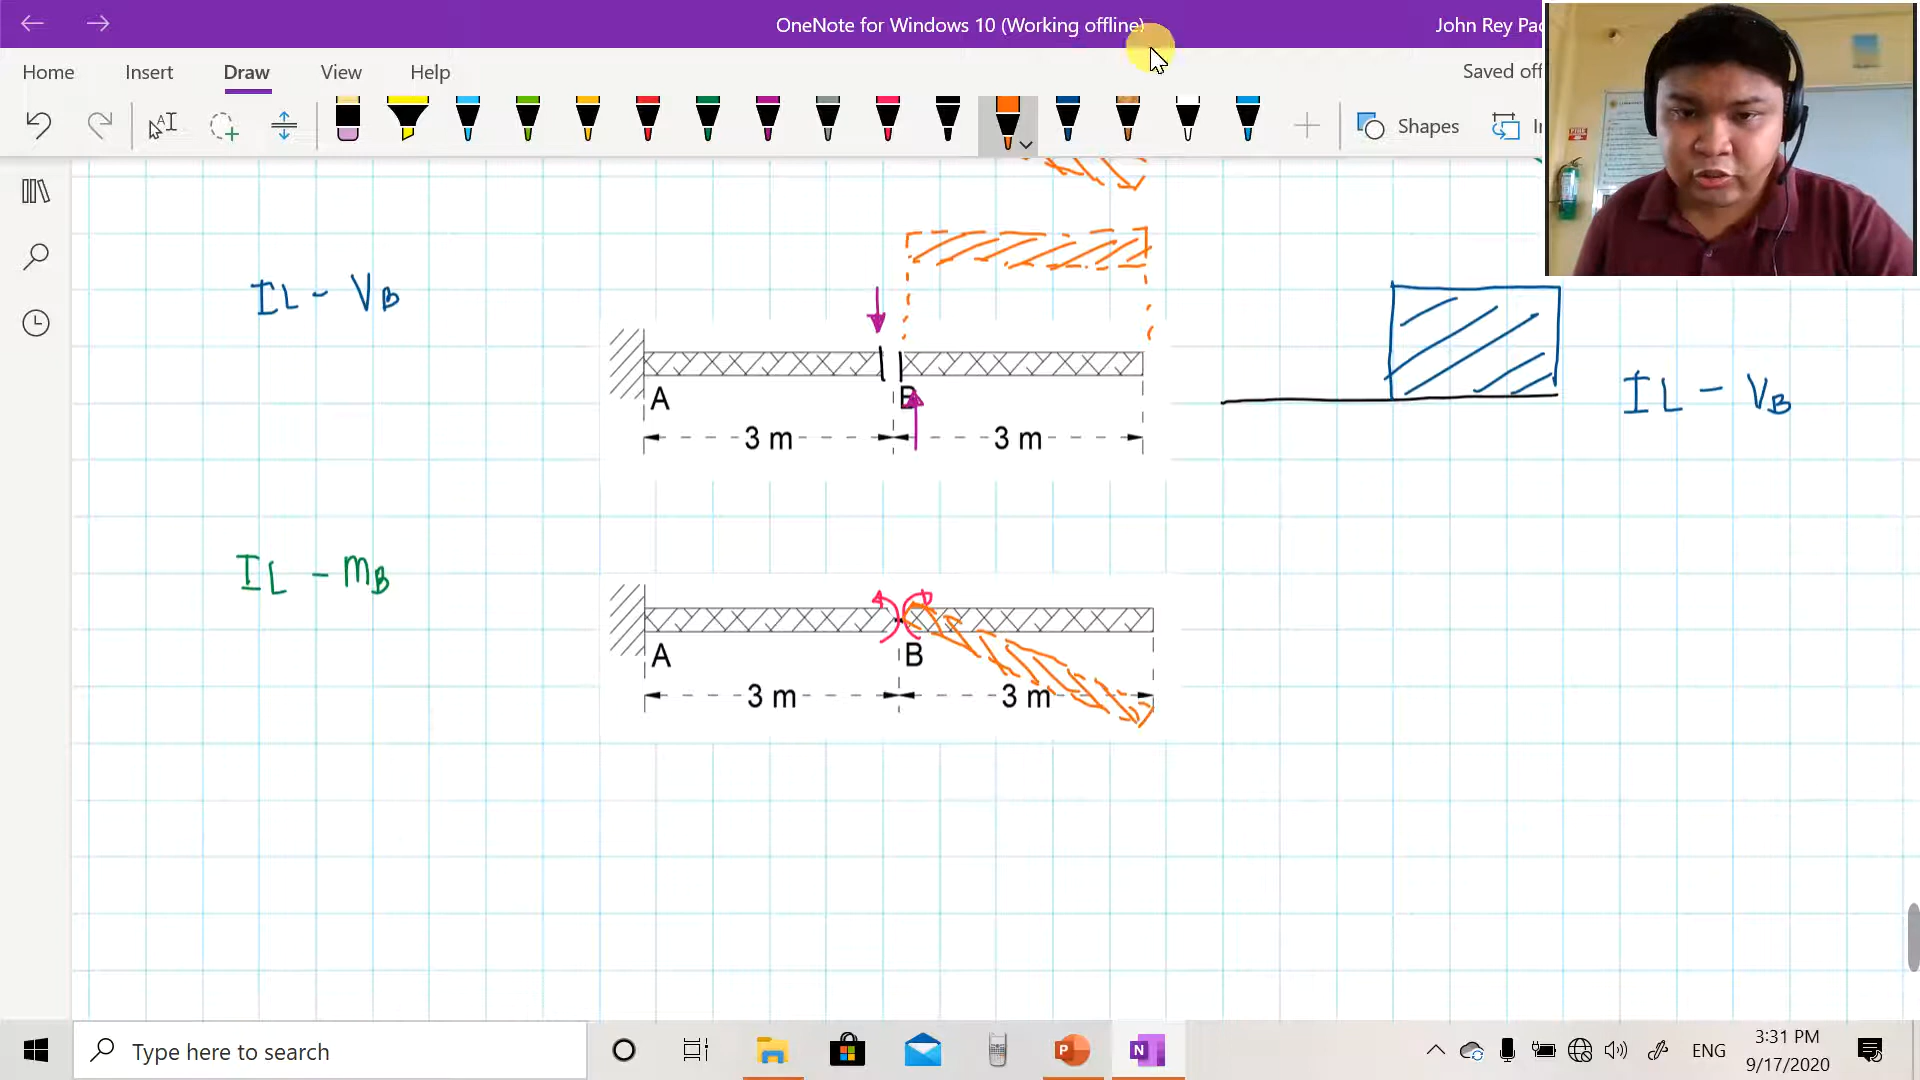 OneNote for Windows 10 (Working offline)
John Rey Pa
Home Insert Draw View Help
Saved off
Shapes
IL - VB
A
B
3 m 3 m
IL - VB
IL - MB
A B
3 m 3 m
Type here to search
ENG
3:31 PM
9/17/2020